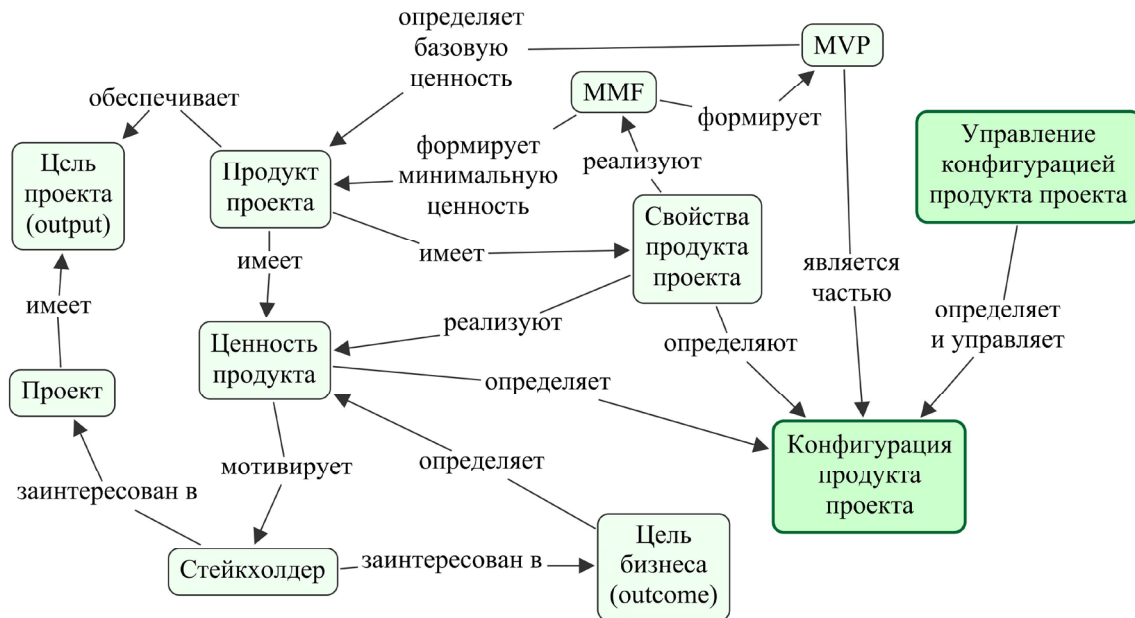 определяет
базовую
ценность
MVP
MMF
формирует
обеспечивает
Управление
конфигурацией
продукта проекта
Цель
проекта
(output)
Продукт
проекта
формирует
минимальную
ценность
реализуют
Свойства
продукта
проекта
имеет
имеет
является
частью
имеет
определяет
и управляет
реализуют
определяют
Ценность
продукта
Проект
определяет
Конфигурация
продукта
проекта
мотивирует
определяет
заинтересован в
Стейкхолдер
заинтересован в
Цель
бизнеса
(outcome)